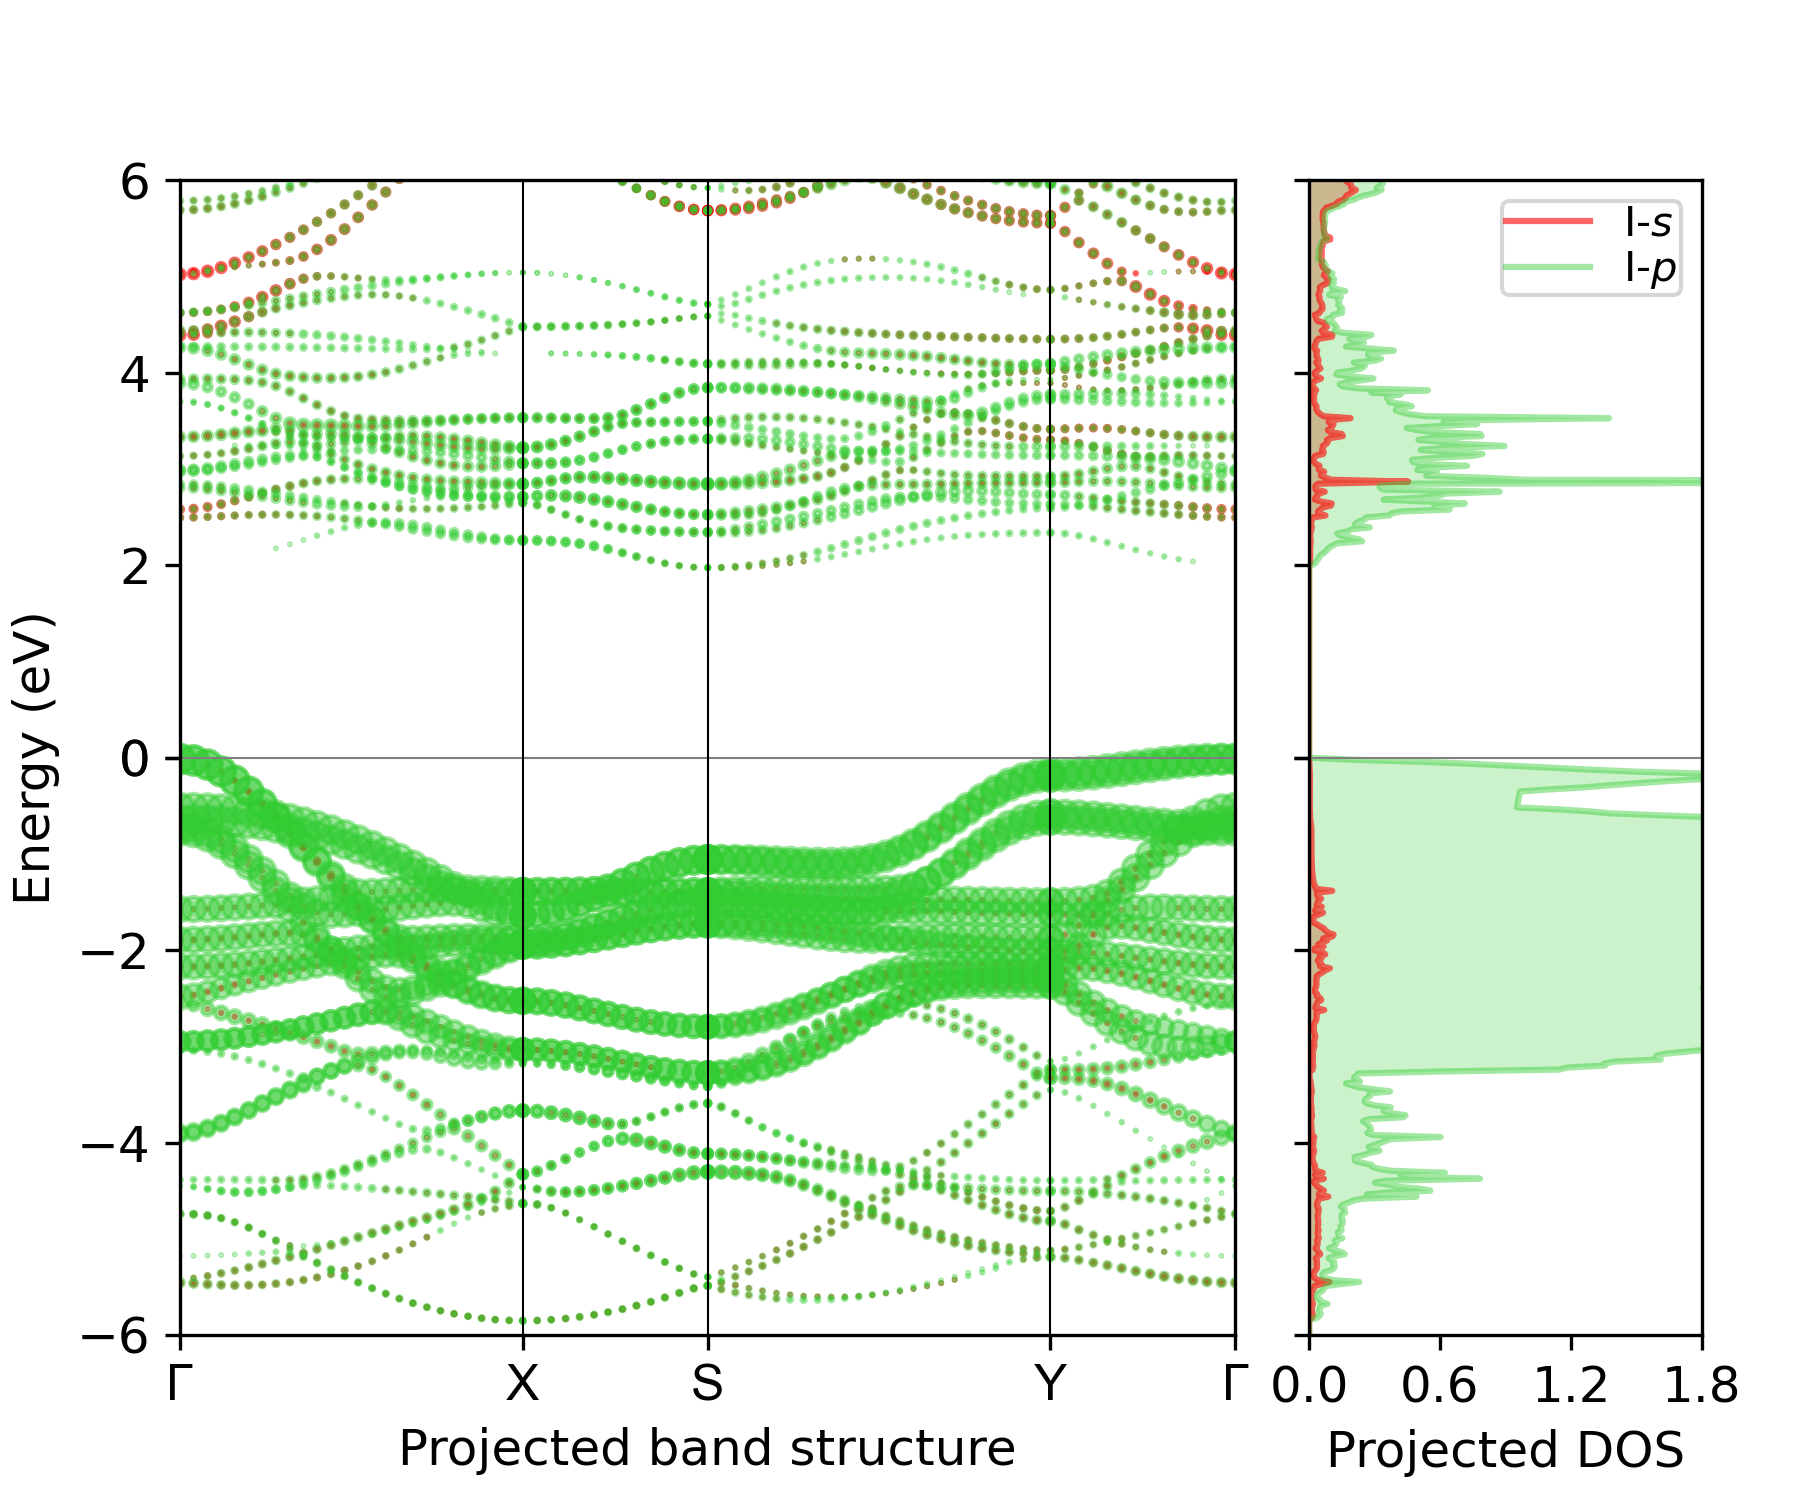 6
4
2
0
−2
−4
−6
Energy (eV)
Γ
X
S
Y
Γ
Projected band structure
I-s
I-p
0.0
0.6
1.2
1.8
Projected DOS